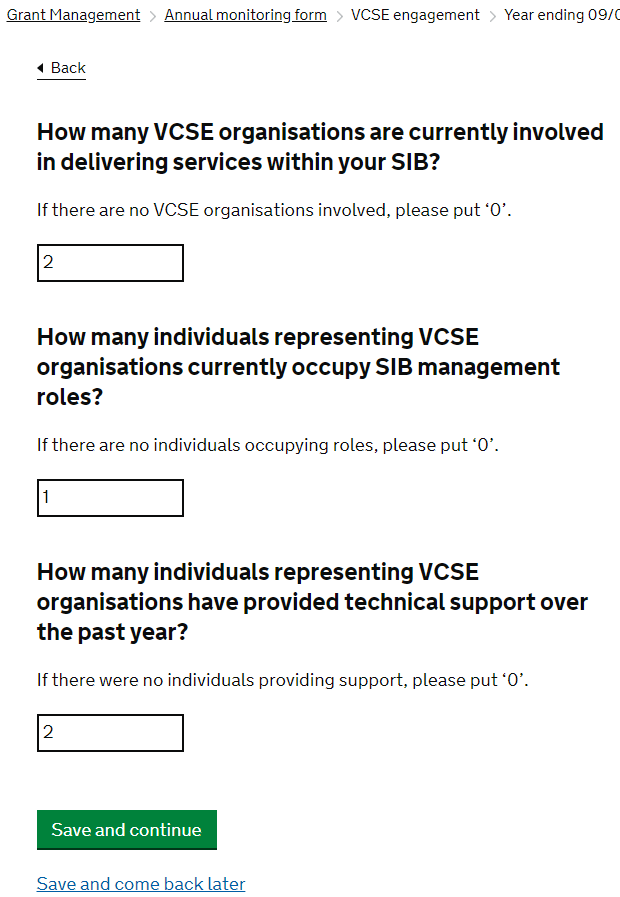 Grant Management > Annual monitoring form > VCSE engagement > Year ending 09/
Back
How many VCSE organisations are currently involved
in delivering services within your SIB?
If there are no VCSE organisations involved, please put ‘0’.
2
How many individuals representing VCSE
organisations currently occupy SIB management
roles?
If there are no individuals occupying roles, please put ‘0’.
1
How many individuals representing VCSE
organisations have provided technical support over
the past year?
If there were no individuals providing support, please put ‘0’.
2
Save and continue
Save and come back later